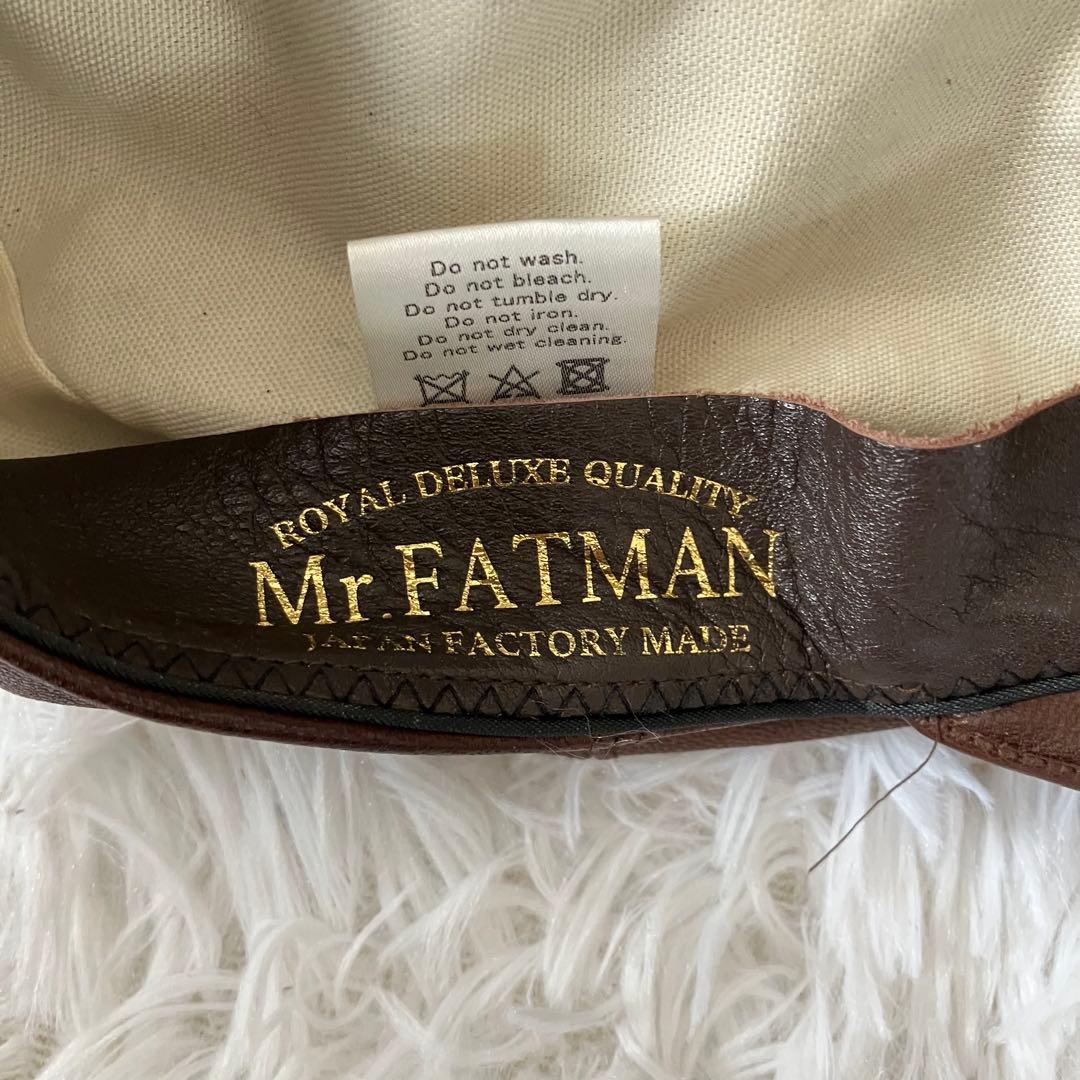 Do not wash.
Do not bleach.
Do not tumble dry.
Do not iron.
Do not dry clean.
Do not wet cleaning.
ROYAL DELUXE QUALITY
Mr.FATMAN
JAPAN FACTORY MADE